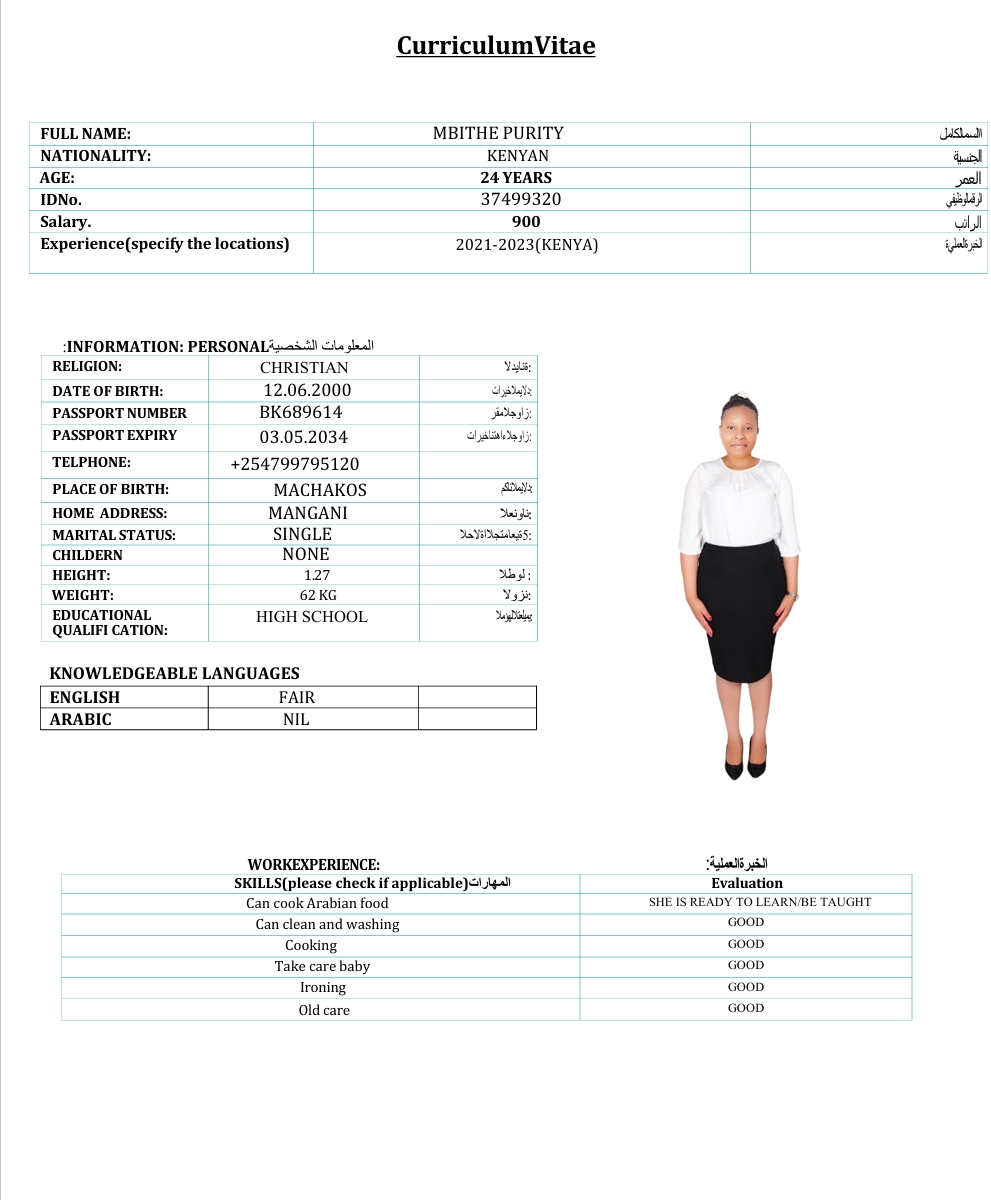 CurriculumVitae
FULL NAME: MBITHE PURITY االسمالكامل
NATIONALITY: KENYAN الجنسية
AGE: 24 YEARS العمر
IDNo. 37499320 الرقمالوظيفي
Salary. 900 الراتب
Experience(specify the locations) 2021-2023(KENYA) الخبرةالعملية
:INFORMATION: PERSONALالمعلومات الشخصية
RELIGION: CHRISTIAN :ةنايدلا
DATE OF BIRTH: 12.06.2000
PASSPORT NUMBER BK689614 :زاوجلامقر
PASSPORT EXPIRY 03.05.2034
TELPHONE: +254799795120
PLACE OF BIRTH: MACHAKOS
HOME ADDRESS: MANGANI :ناونعلا
MARITAL STATUS: SINGLE
CHILDERN NONE
HEIGHT: 1.27 : لوطلا
WEIGHT: 62 KG :نزولا
EDUCATIONAL HIGH SCHOOL
QUALIFI CATION:
KNOWLEDGEABLE LANGUAGES
ENGLISH FAIR
ARABIC NIL
WORKEXPERIENCE: الخبرةالعملية:
SKILLS(please check if applicable)المهارات Evaluation
Can cook Arabian food SHE IS READY TO LEARN/BE TAUGHT
Can clean and washing GOOD
Cooking GOOD
Take care baby GOOD
Ironing GOOD
Old care GOOD